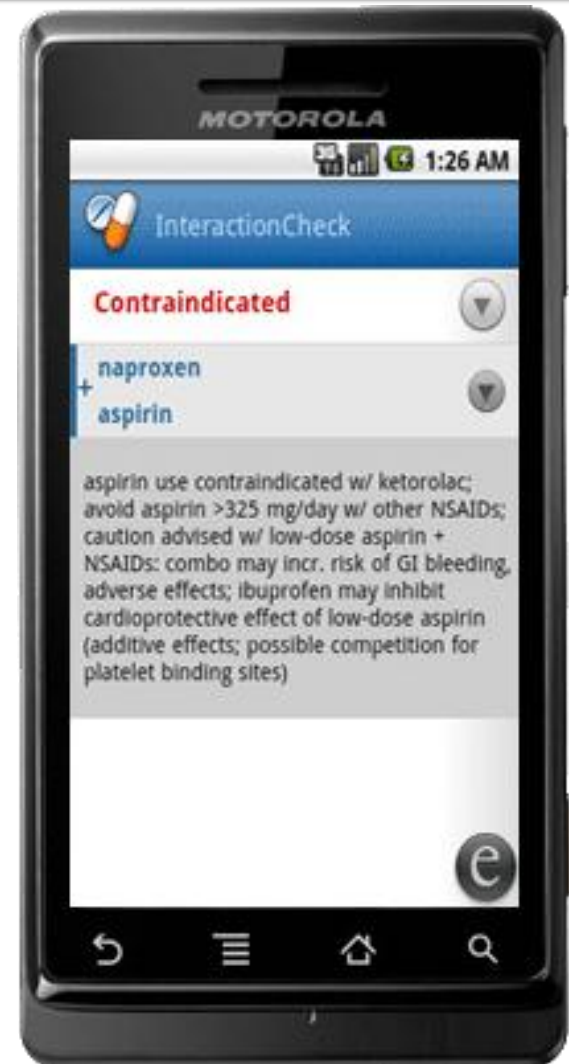 MOTOROLA
1:26 AM
InteractionCheck
Contraindicated
naproxen
+
aspirin
aspirin use contraindicated w/ ketorolac;
avoid aspirin >325 mg/day w/ other NSAIDs;
caution advised w/ low-dose aspirin +
NSAIDs: combo may incr. risk of GI bleeding,
adverse effects; ibuprofen may inhibit
cardioprotective effect of low-dose aspirin
(additive effects; possible competition for
platelet binding sites)
e